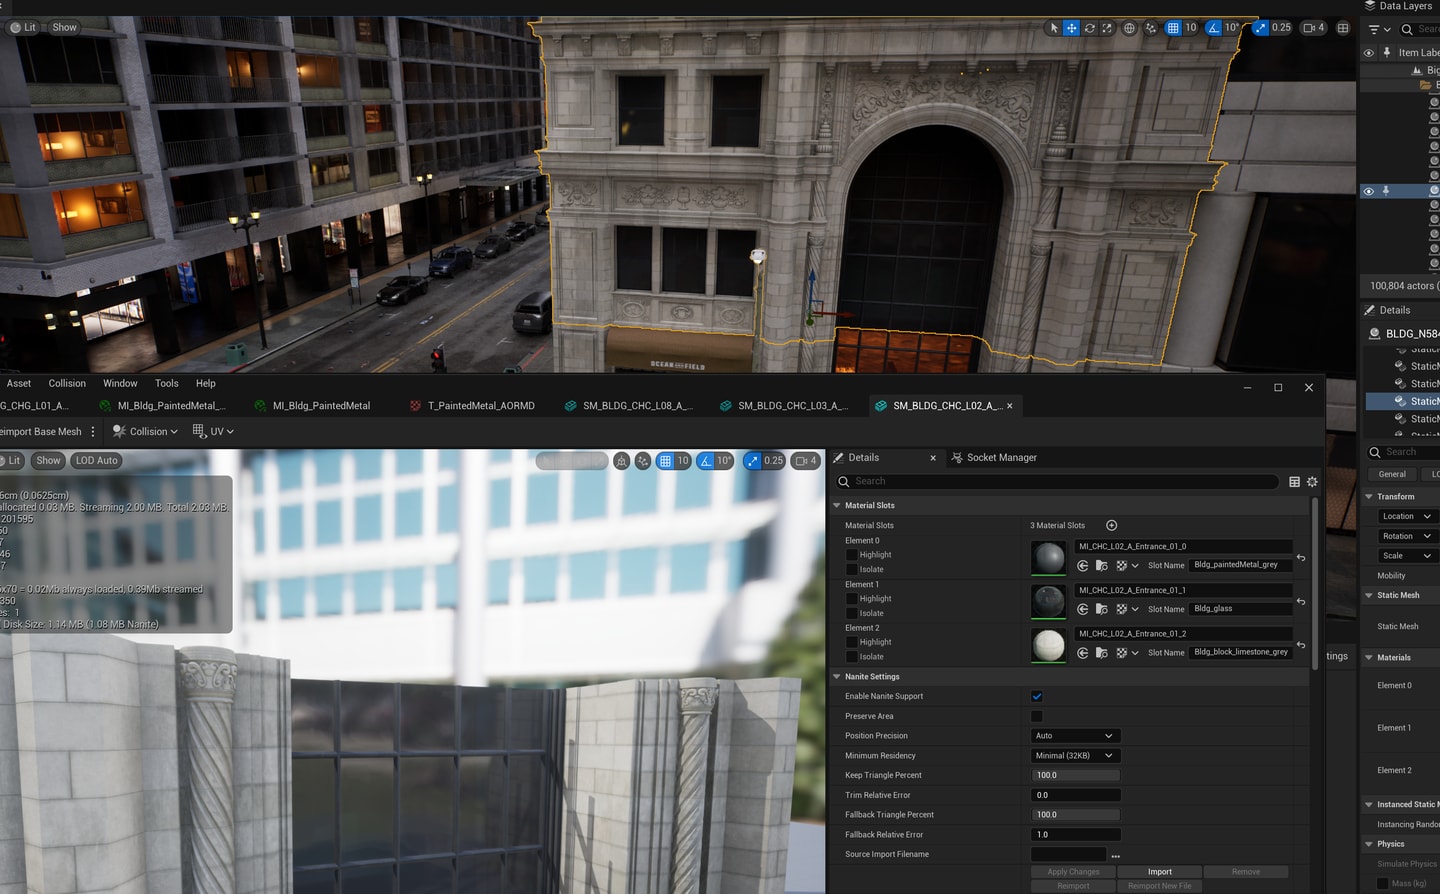 Data Layers
Lit
Show
10
10°
0.25
4
Item Labe
Big
100,804 actors (
Details
BLDG_N584
StaticM
StaticM
StaticM
StaticM
Search
General
Transform
Location
Rotation
Scale
Mobility
Static Mesh
Static Mesh
Materials
Element 0
Element 1
Element 2
Instanced Static M
Instancing Rando
Physics
Simulate Physics
Mass (kg)
OCEAN FIELD
Asset
Collision
Window
Tools
Help
G_CHG_L01_A...
MI_Bldg_PaintedMetal_...
MI_Bldg_PaintedMetal
T_PaintedMetal_AORMD
SM_BLDG_CHC_L08_A_...
SM_BLDG_CHC_L03_A_...
SM_BLDG_CHC_L02_A_...
eimport Base Mesh
Collision
UV
Lit
Show
LOD Auto
10
10°
0.25
4
6cm (0.0625cm)
allocated 0.03 MB. Streaming 2.00 MB. Total 2.03 MB.
201595
50
7
46
7
x70 = 0.02Mb always loaded, 0.39Mb streamed
350
es: 1
Disk Size: 1.14 MB (1.08 MB Nanite)
Details
Socket Manager
Search
Material Slots
Material Slots
3 Material Slots
Element 0
Highlight
Isolate
MI_CHC_L02_A_Entrance_01_0
Slot Name
Bldg_paintedMetal_grey
Element 1
Highlight
Isolate
MI_CHC_L02_A_Entrance_01_1
Slot Name
Bldg_glass
Element 2
Highlight
Isolate
MI_CHC_L02_A_Entrance_01_2
Slot Name
Bldg_block_limestone_grey
Nanite Settings
Enable Nanite Support
Preserve Area
Position Precision
Auto
Minimum Residency
Minimal (32KB)
Keep Triangle Percent
100.0
Trim Relative Error
0.0
Fallback Triangle Percent
100.0
Fallback Relative Error
1.0
Source Import Filename
Apply Changes
Import
Remove
Reimport
Reimport New File
tings